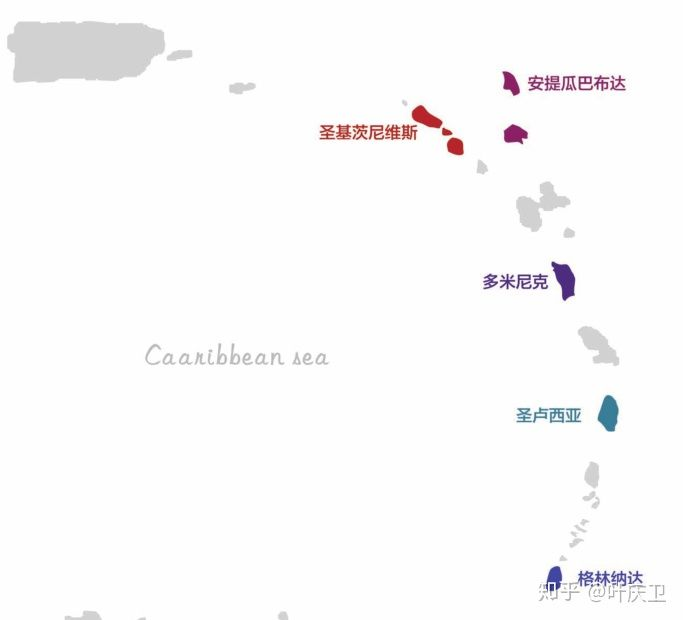 安提瓜巴布达
圣基茨尼维斯
多米尼克
Caaribbean sea
圣卢西亚
格林纳达
知乎 @叶庆卫